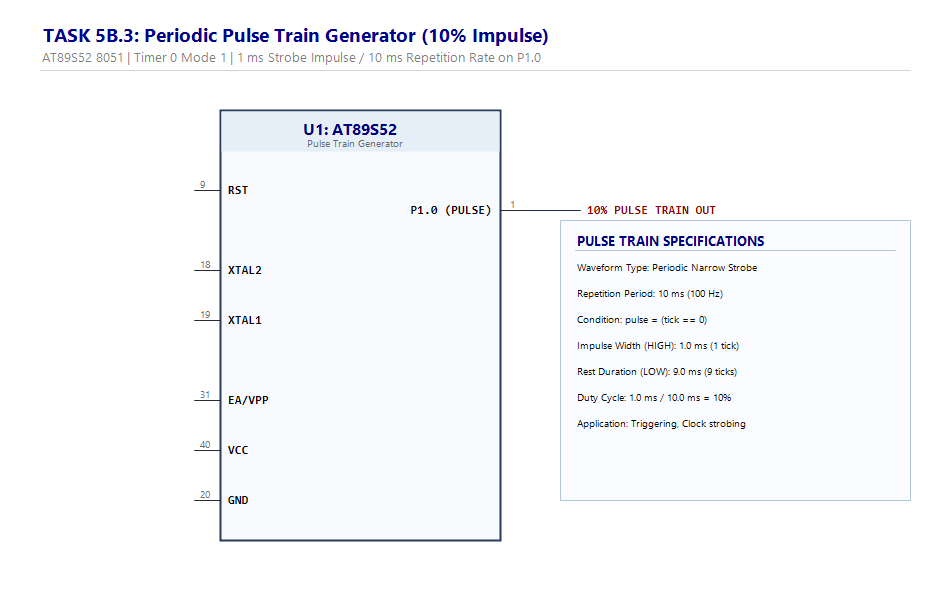 TASK 5B.3: Periodic Pulse Train Generator (10% Impulse)
AT89S52 8051 | Timer 0 Mode 1 | 1 ms Strobe Impulse / 10 ms Repetition Rate on P1.0
U1: AT89S52
Pulse Train Generator
9 RST
P1.0 (PULSE) 1 10% PULSE TRAIN OUT
18 XTAL2
19 XTAL1
31 EA/VPP
40 VCC
20 GND
PULSE TRAIN SPECIFICATIONS
Waveform Type: Periodic Narrow Strobe
Repetition Period: 10 ms (100 Hz)
Condition: pulse = (tick == 0)
Impulse Width (HIGH): 1.0 ms (1 tick)
Rest Duration (LOW): 9.0 ms (9 ticks)
Duty Cycle: 1.0 ms / 10.0 ms = 10%
Application: Triggering, Clock strobing